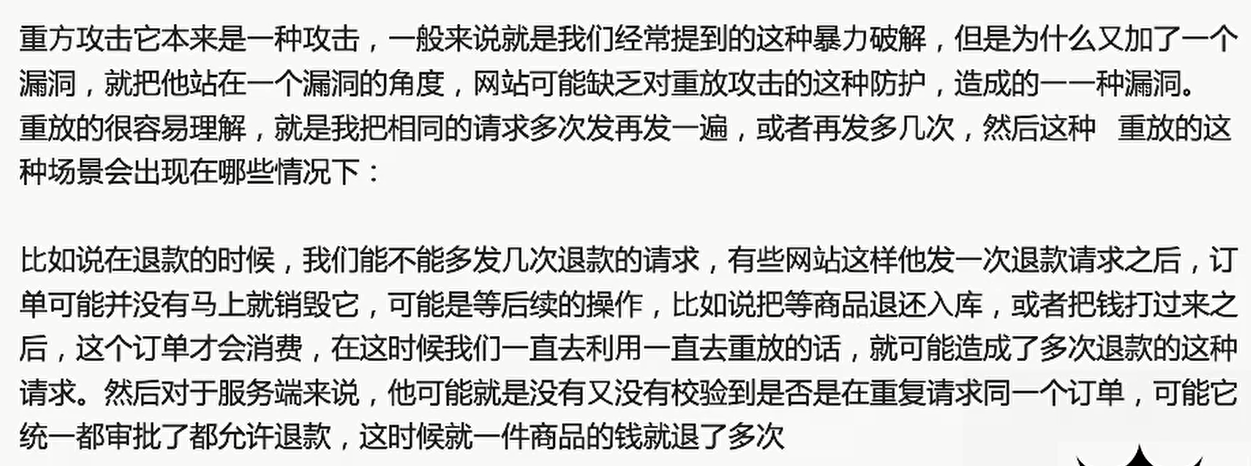 重方攻击它本来是一种攻击，一般来说就是我们经常提到的这种暴力破解，但是为什么又加了一个
漏洞，就把他站在一个漏洞的角度，网站可能缺乏对重放攻击的这种防护，造成的一一种漏洞。
重放的很容易理解，就是我把相同的请求多次发再发一遍，或者再发多几次，然后这种 重放的这
种场景会出现在哪些情况下：
比如说在退款的时候，我们能不能多发几次退款的请求，有些网站这样他发一次退款请求之后，订
单可能并没有马上就销毁它，可能是等后续的操作，比如说把等商品退还入库，或者把钱打过来之
后，这个订单才会消费，在这时候我们一直去利用一直去重放的话，就可能造成了多次退款的这种
请求。然后对于服务端来说，他可能就是没有又没有校验到是否是在重复请求同一个订单，可能它
统一都审批了都允许退款，这时候就一件商品的钱就退了多次